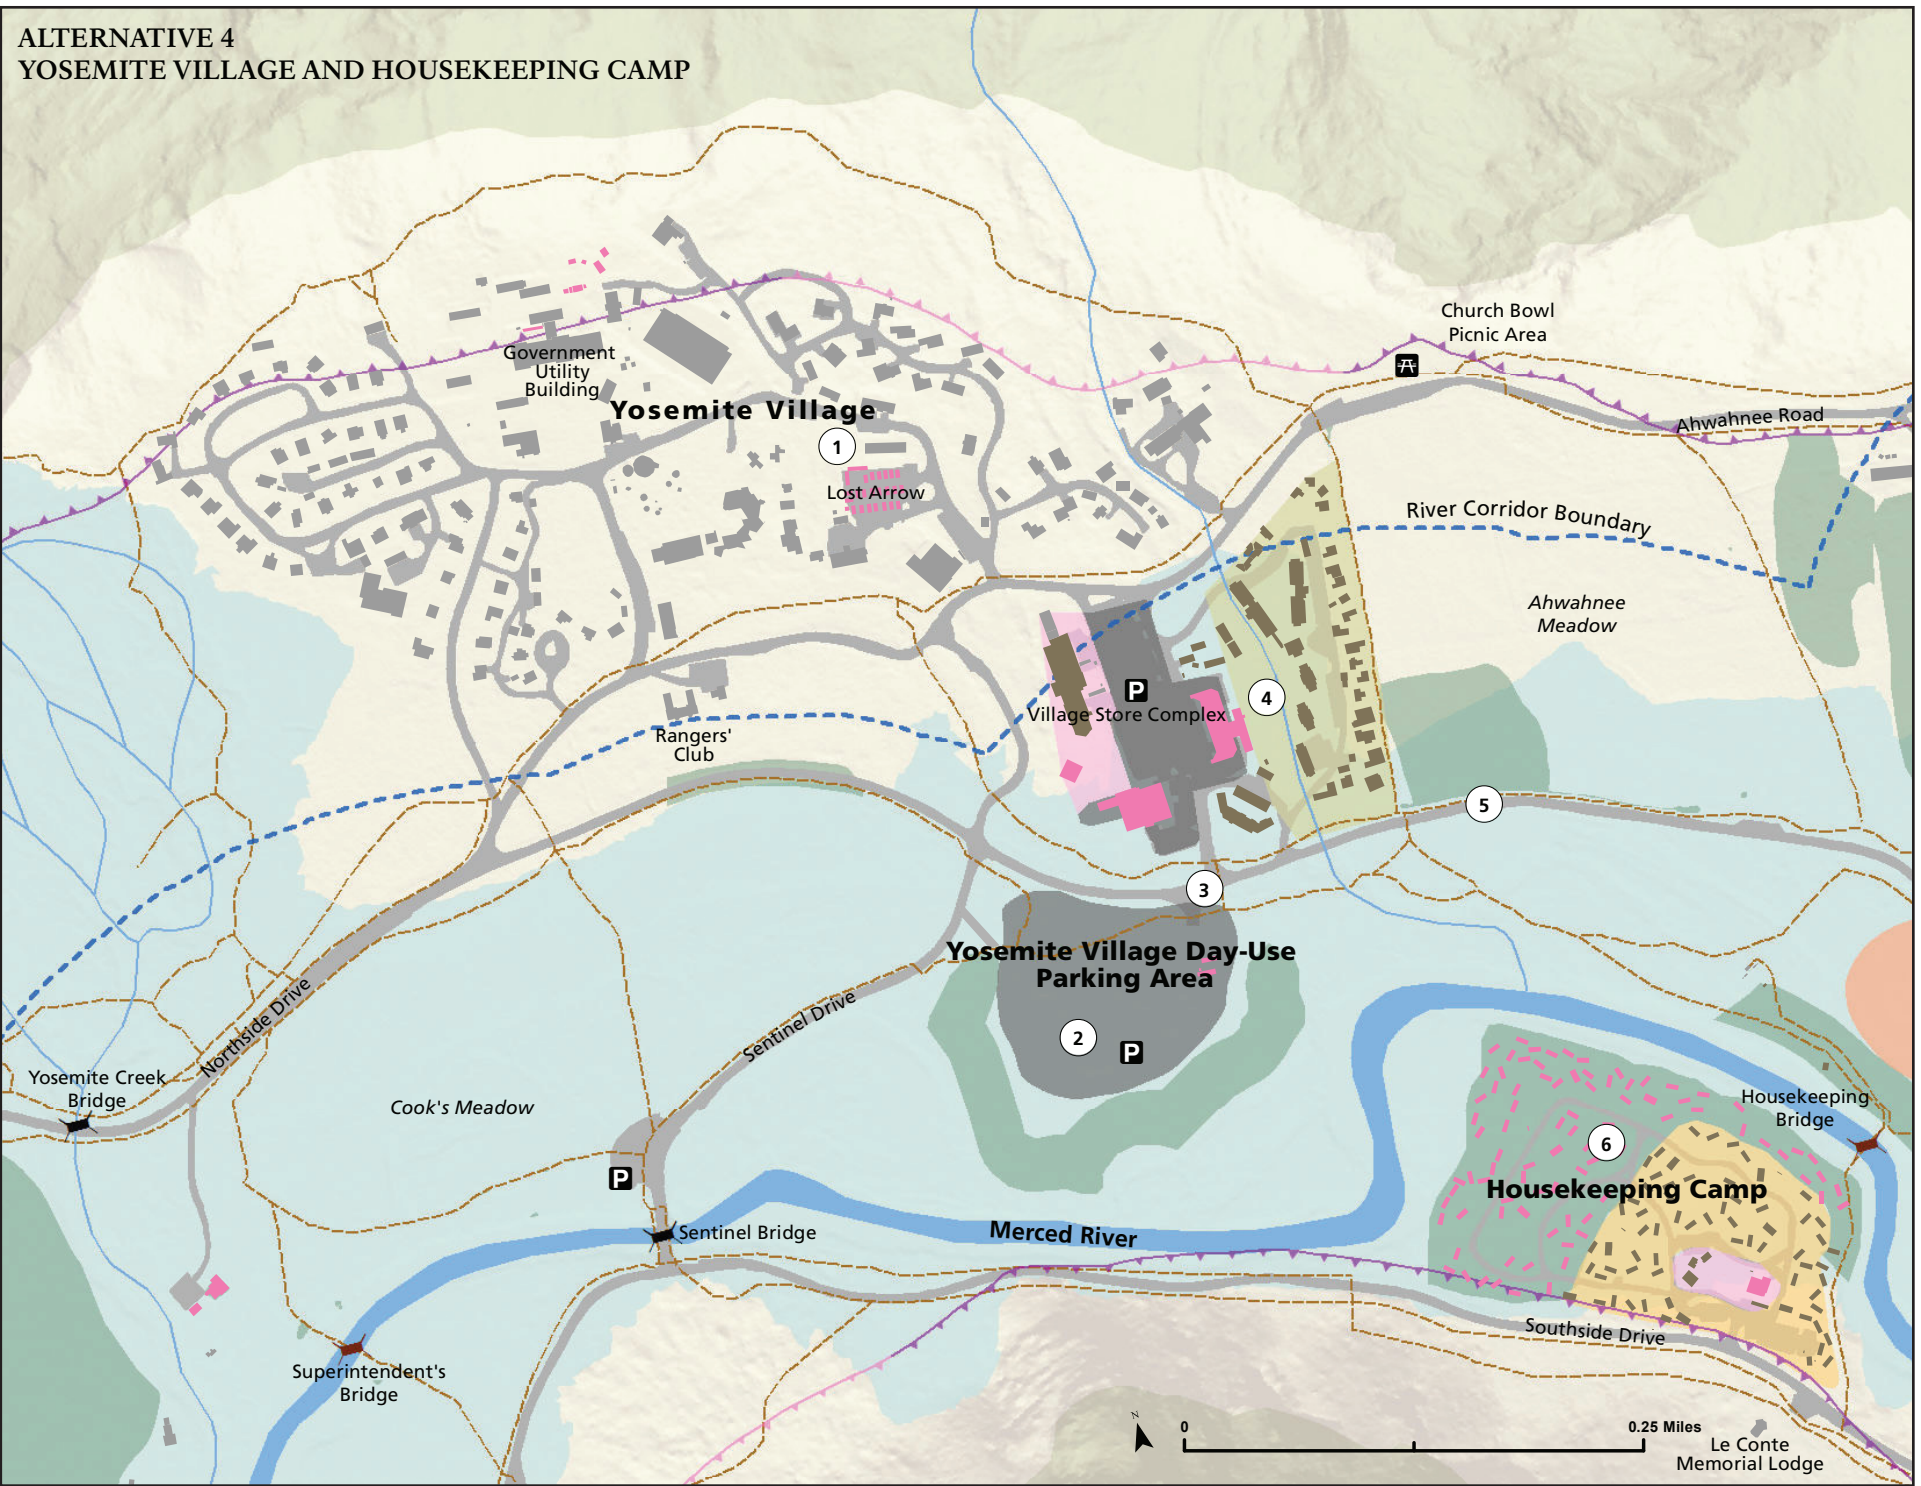 ALTERNATIVE 4
YOSEMITE VILLAGE AND HOUSEKEEPING CAMP
Church Bowl
Picnic Area
Government
Utility
Building
Yosemite Village
1
Ahwahnee Road
Lost Arrow
River Corridor Boundary
Ahwahnee
Meadow
P
4
Village Store Complex
Rangers'
Club
5
3
Yosemite Village Day-Use
Parking Area
Northside Drive
Sentinel Drive
2
P
Yosemite Creek
Bridge
Cook's Meadow
Housekeeping
Bridge
6
P
Housekeeping Camp
Sentinel Bridge
Merced River
Southside Drive
Superintendent's
Bridge
N
0
0.25 Miles
Le Conte
Memorial Lodge